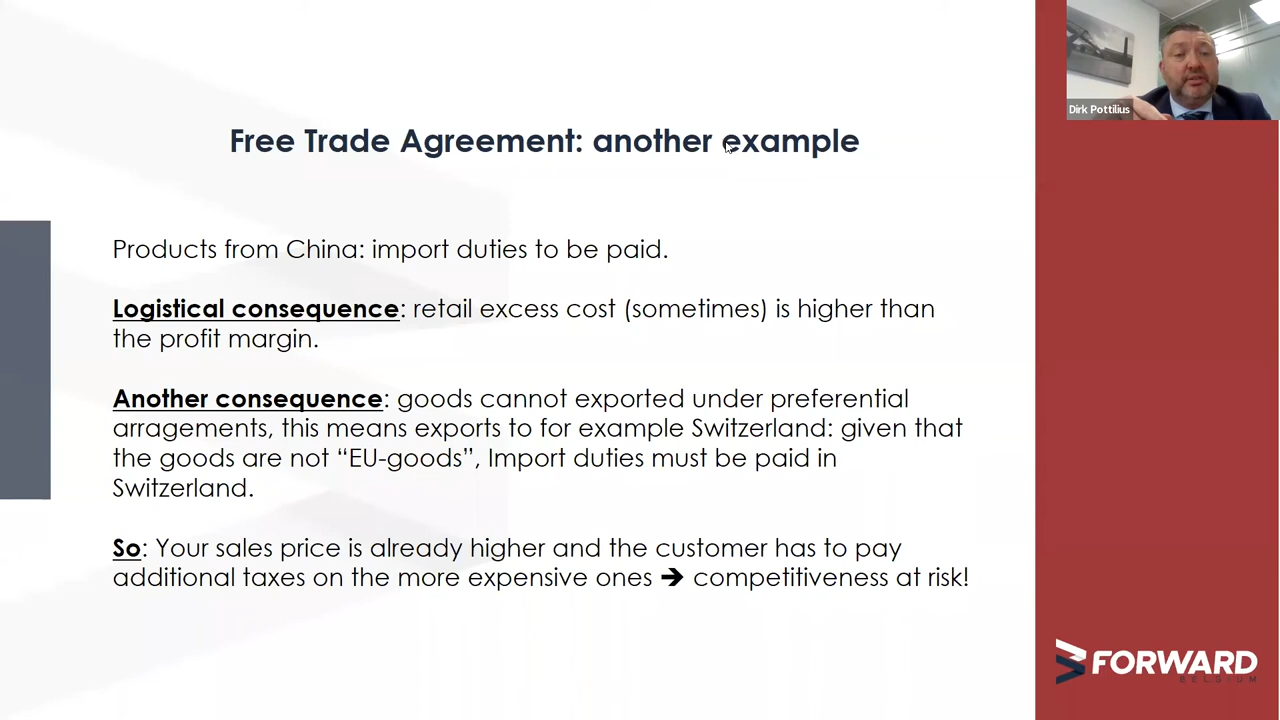 Dirk Pottilius
Free Trade Agreement: another example
Products from China: import duties to be paid.
Logistical consequence: retail excess cost (sometimes) is higher than
the profit margin.
Another consequence: goods cannot exported under preferential
arragements, this means exports to for example Switzerland: given that
the goods are not “EU-goods”, Import duties must be paid in
Switzerland.
So: Your sales price is already higher and the customer has to pay
additional taxes on the more expensive ones ➔ competitiveness at risk!
FORWARD
BELGIUM